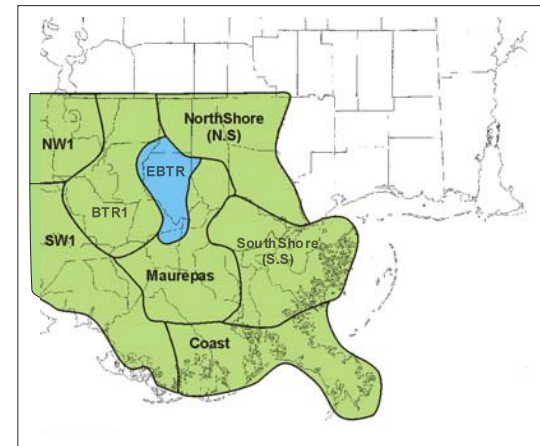 NorthShore
(N.S)
NW1
EBTR
BTR1
SW1
SouthShore
(S.S)
Maurepas
Coast